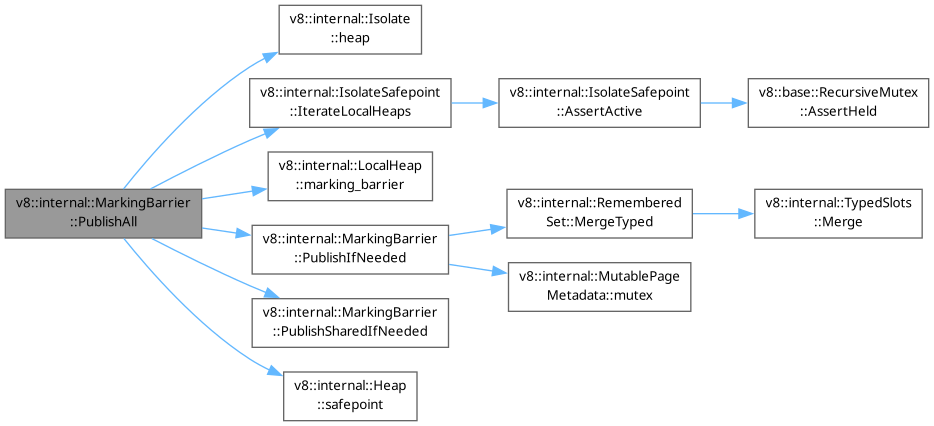 v8::internal::Isolate
::heap
v8::internal::IsolateSafepoint
::IterateLocalHeaps
v8::internal::IsolateSafepoint
::AssertActive
v8::base::RecursiveMutex
::AssertHeld
v8::internal::LocalHeap
::marking_barrier
v8::internal::MarkingBarrier
::PublishAll
v8::internal::Remembered
Set::MergeTyped
v8::internal::TypedSlots
::Merge
v8::internal::MarkingBarrier
::PublishIfNeeded
v8::internal::MutablePage
Metadata::mutex
v8::internal::MarkingBarrier
::PublishSharedIfNeeded
v8::internal::Heap
::safepoint